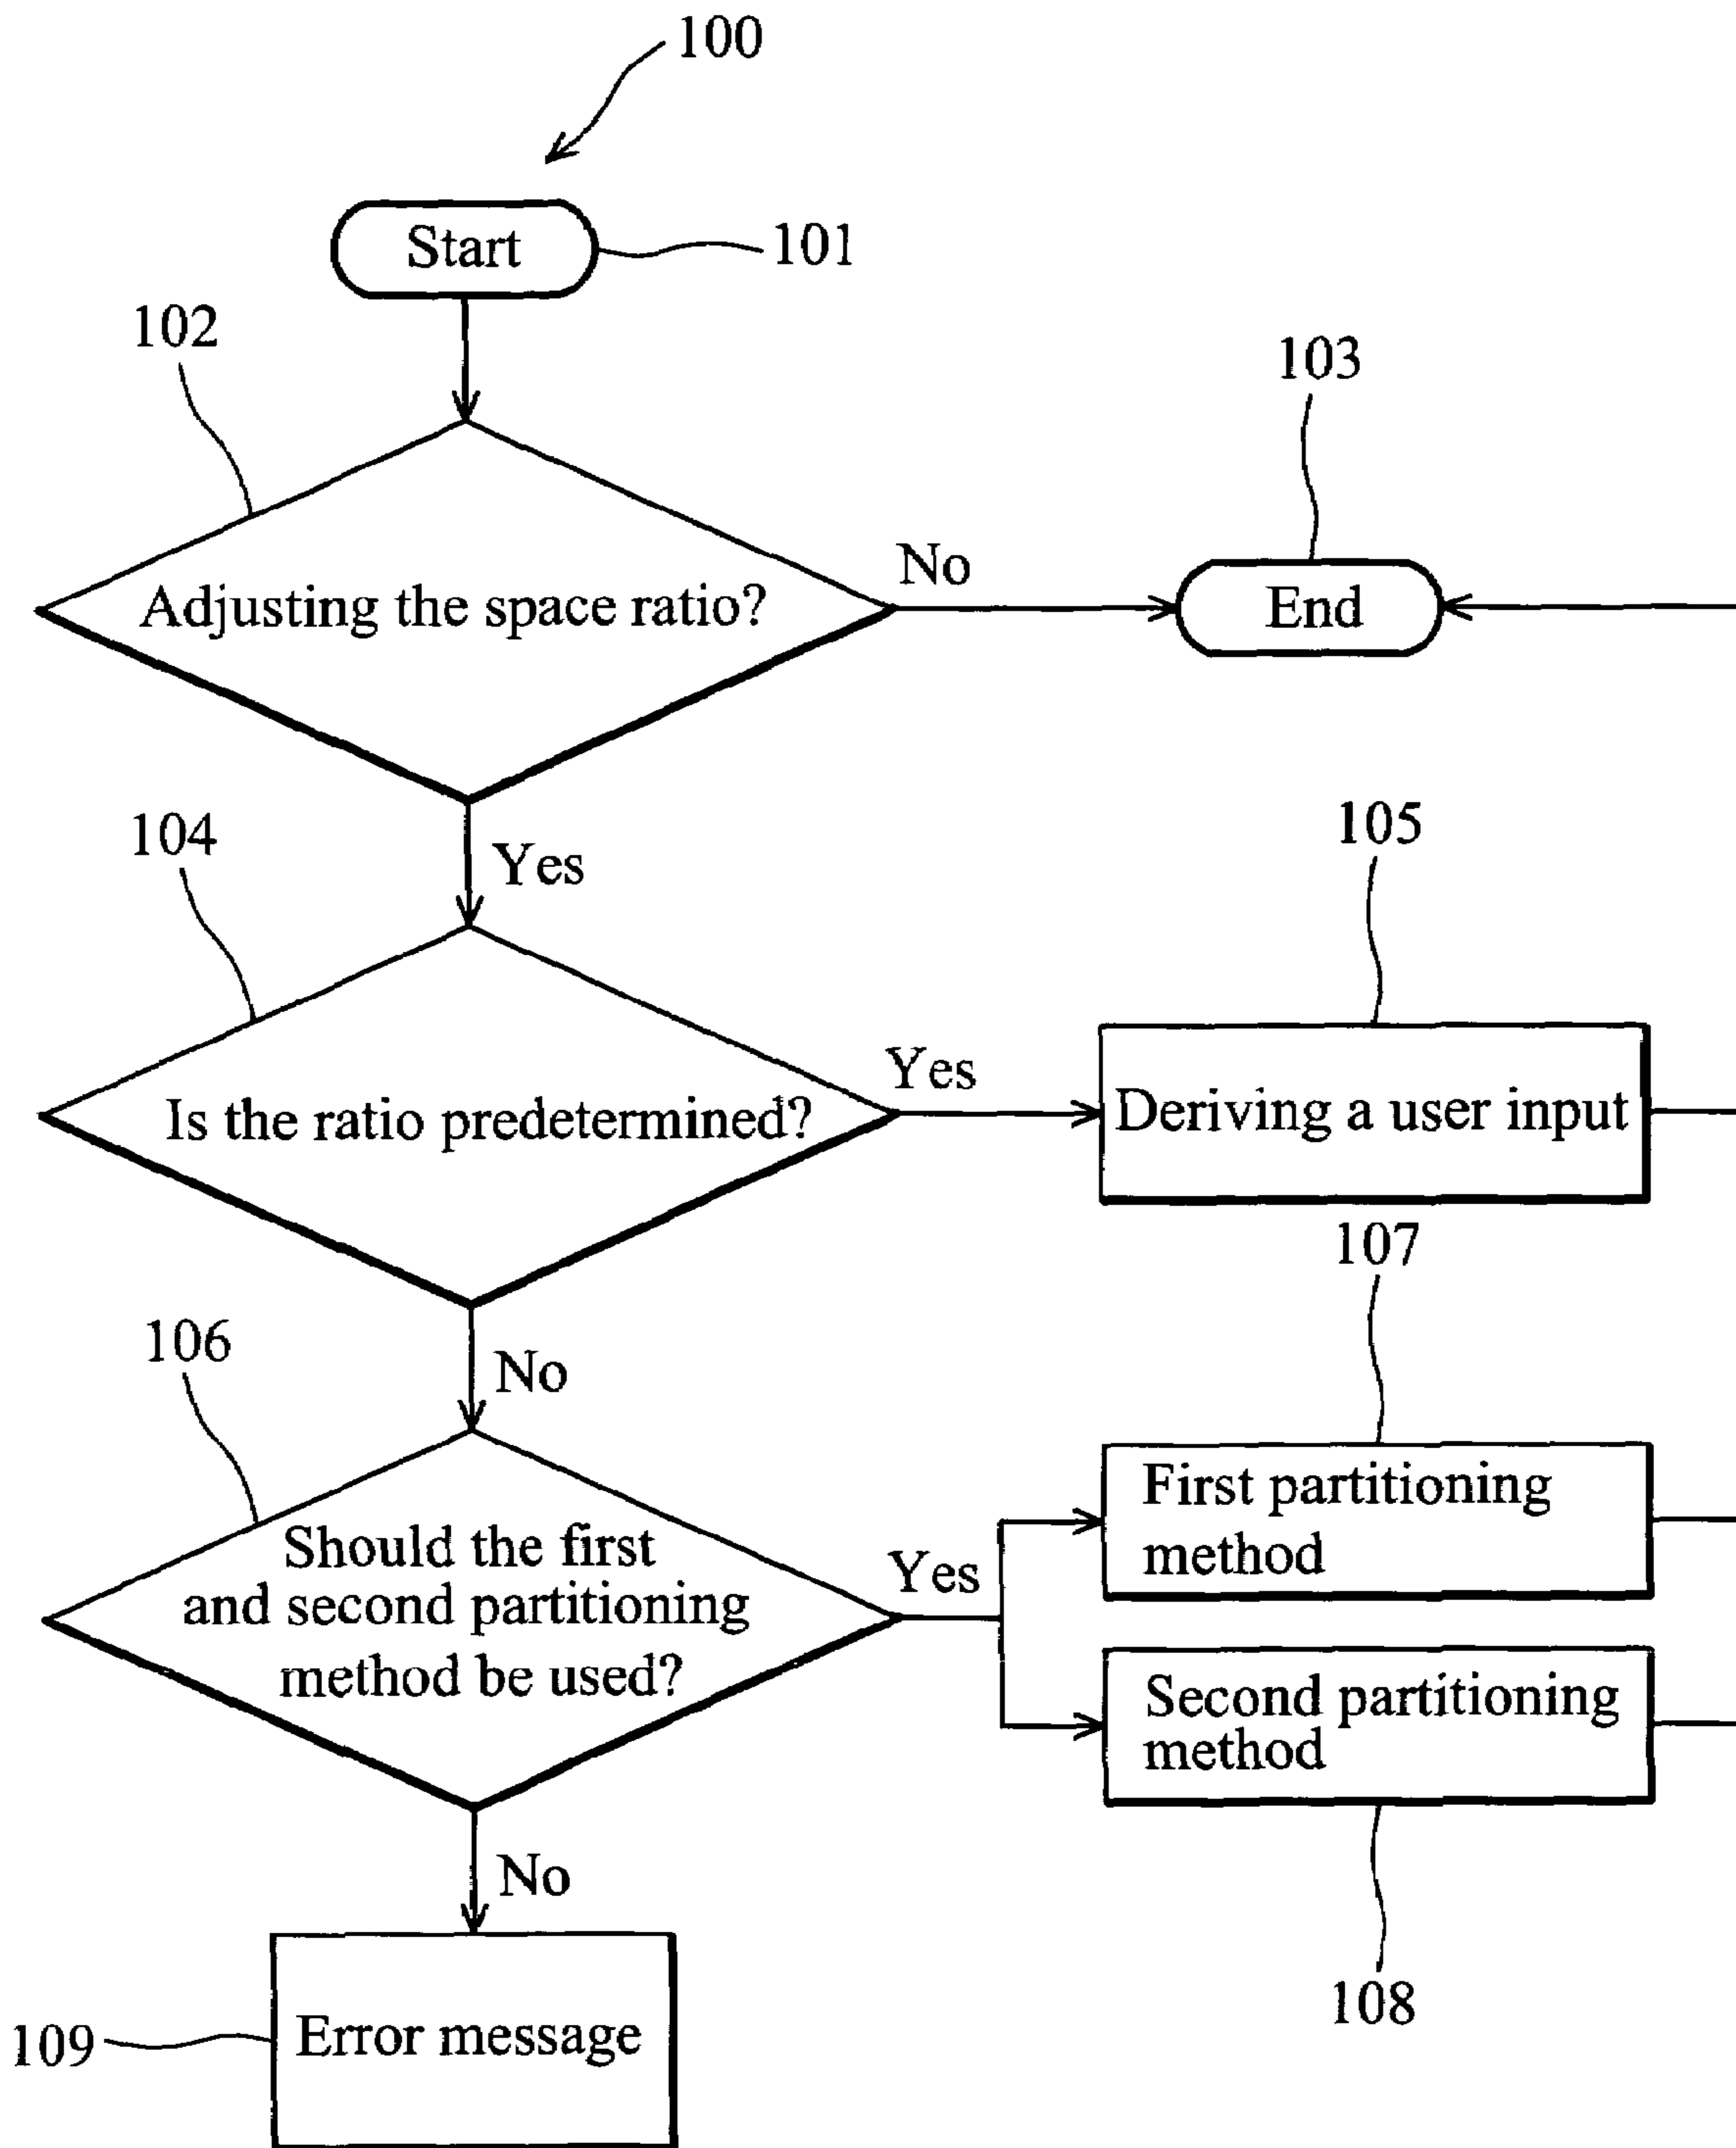 100
Start
101
102
103
Adjusting the space ratio?
No
End
Yes
104
105
Is the ratio predetermined?
Yes
Deriving a user input
No
106
107
Should the first
and second partitioning
method be used?
Yes
First partitioning
method
Second partitioning
method
108
No
Error message
109